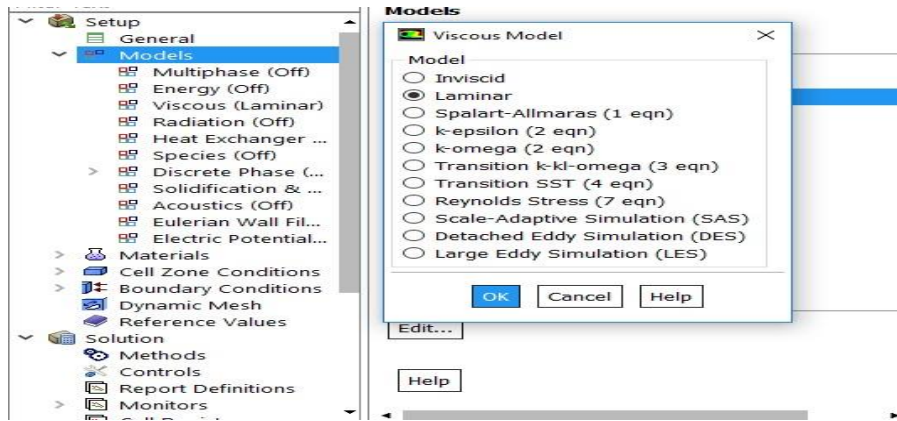 Setup
General
Models
Multiphase (Off)
Energy (Off)
Viscous (Laminar)
Radiation (Off)
Heat Exchanger ...
Species (Off)
Discrete Phase (...
Solidification & ...
Acoustics (Off)
Eulerian Wall Fil...
Electric Potential...
Materials
Cell Zone Conditions
Boundary Conditions
Dynamic Mesh
Reference Values
Solution
Methods
Controls
Report Definitions
Monitors
Models
Viscous Model
Model
Inviscid
Laminar
Spalart-Allmaras (1 eqn)
k-epsilon (2 eqn)
k-omega (2 eqn)
Transition k-kl-omega (3 eqn)
Transition SST (4 eqn)
Reynolds Stress (7 eqn)
Scale-Adaptive Simulation (SAS)
Detached Eddy Simulation (DES)
Large Eddy Simulation (LES)
OK Cancel Help
Edit...
Help